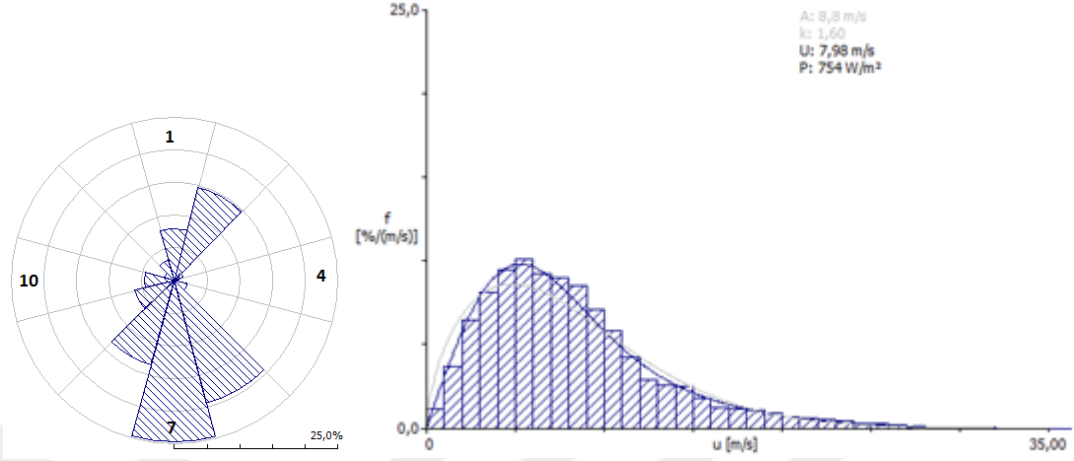 1
4
10
7
25,0%
25,0
A: 8,8 m/s
k: 1,60
U: 7,98 m/s
P: 754 W/m²
f
[%/(m/s)]
0,0
0
u [m/s]
35,00